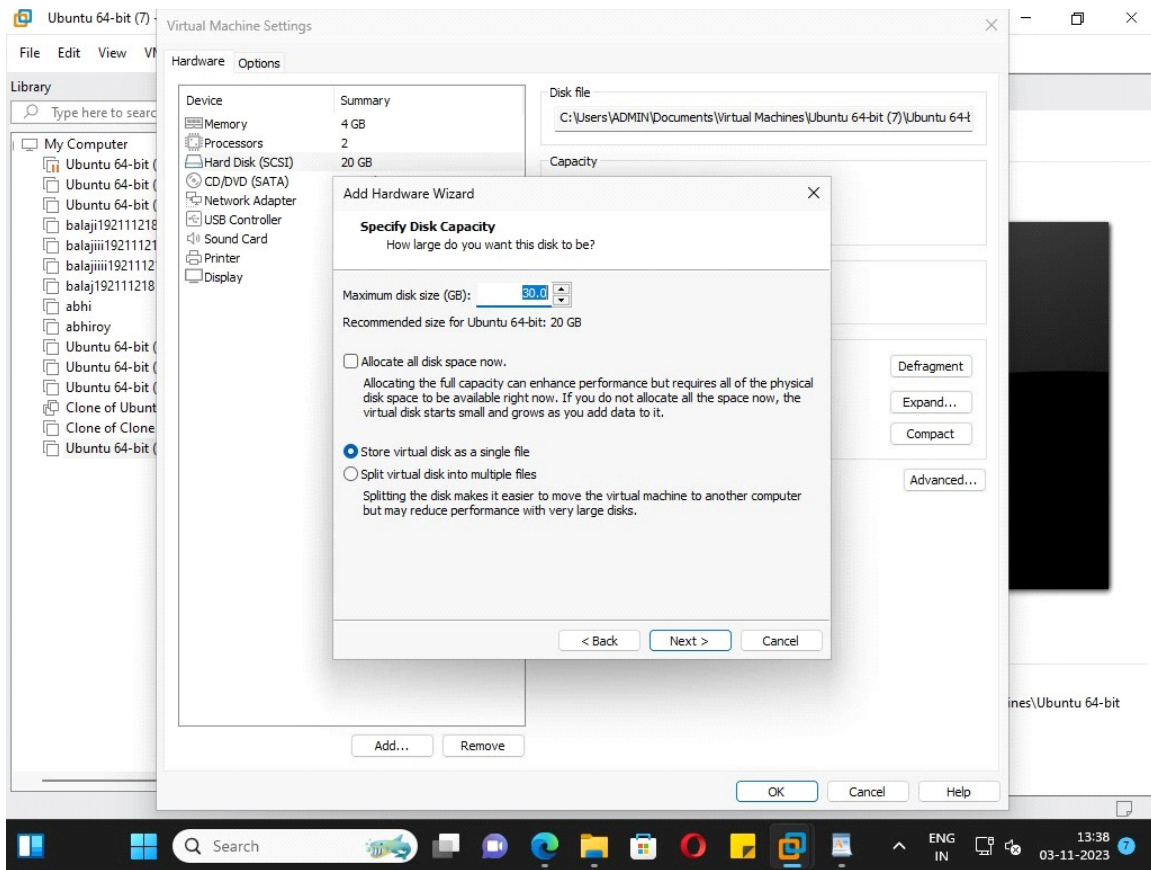 Ubuntu 64-bit (7) -
File Edit View VM
Library
Type here to searc
My Computer
Ubuntu 64-bit (
Ubuntu 64-bit (
Ubuntu 64-bit (
balaji192111218
balajiii19211121
balajiiii1921112
balaj192111218
abhi
abhiroy
Ubuntu 64-bit (
Ubuntu 64-bit (
Ubuntu 64-bit (
Clone of Ubunt
Clone of Clone
Ubuntu 64-bit (
Virtual Machine Settings
Hardware Options
Device Summary
Memory 4 GB
Processors 2
Hard Disk (SCSI) 20 GB
CD/DVD (SATA)
Network Adapter
USB Controller
Sound Card
Printer
Display
Add... Remove
Disk file
C:\Users\ADMIN\Documents\Virtual Machines\Ubuntu 64-bit (7)\Ubuntu 64-b
Capacity
Defragment
Expand...
Compact
Advanced...
Add Hardware Wizard
Specify Disk Capacity
How large do you want this disk to be?
Maximum disk size (GB): 30.0
Recommended size for Ubuntu 64-bit: 20 GB
Allocate all disk space now.
Allocating the full capacity can enhance performance but requires all of the physical
disk space to be available right now. If you do not allocate all the space now, the
virtual disk starts small and grows as you add data to it.
Store virtual disk as a single file
Split virtual disk into multiple files
Splitting the disk makes it easier to move the virtual machine to another computer
but may reduce performance with very large disks.
< Back Next > Cancel
OK Cancel Help
ines\Ubuntu 64-bit
Search
ENG
IN
13:38
03-11-2023
7